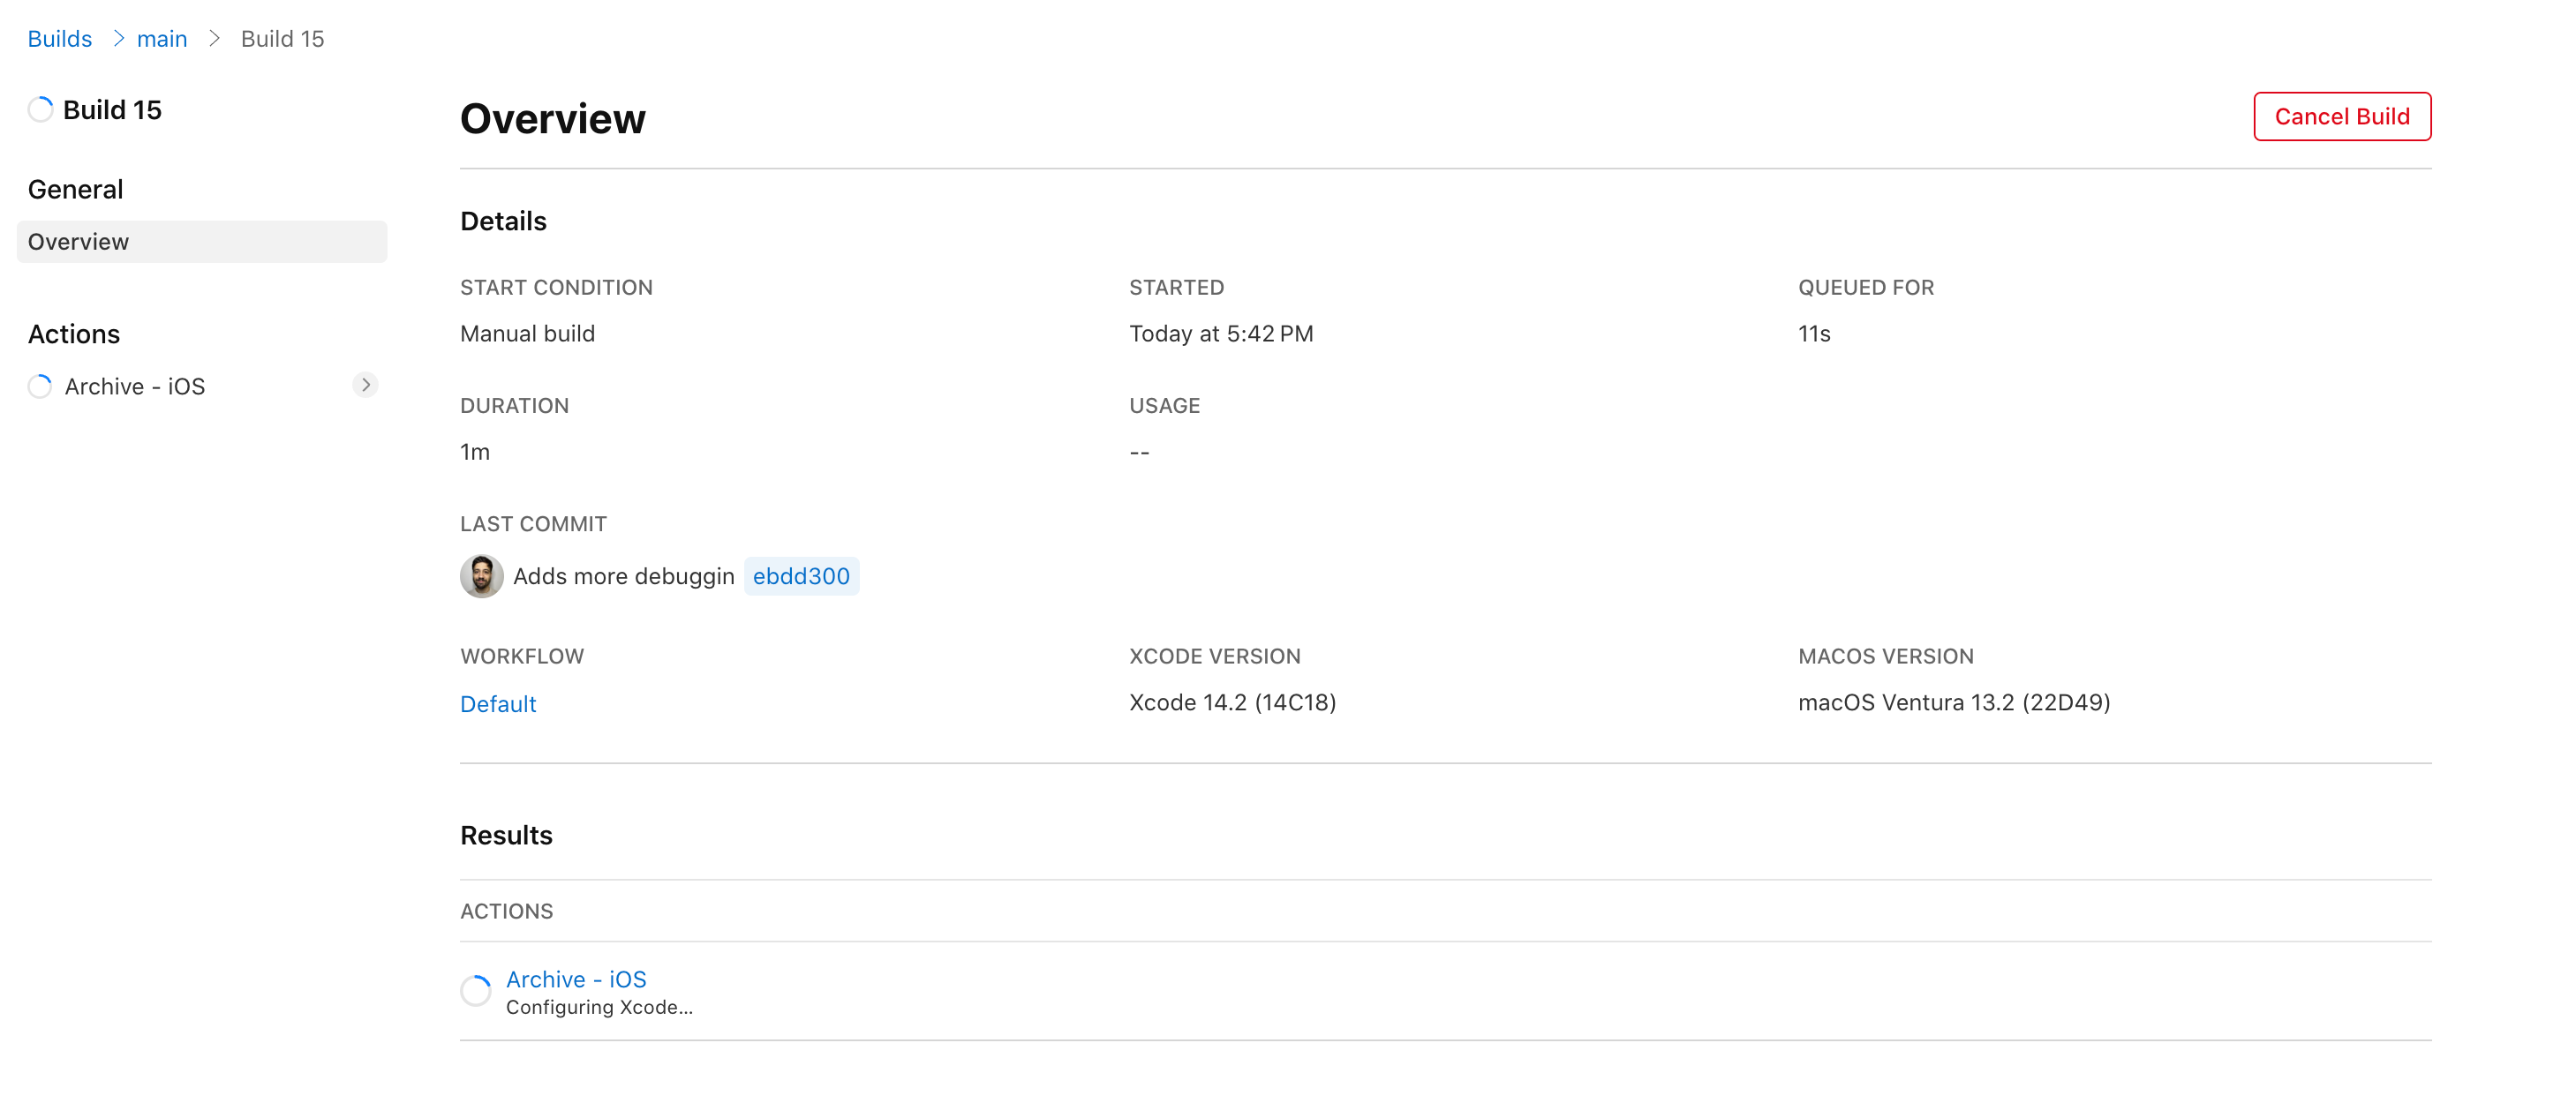 Builds > main > Build 15
Build 15
General
Overview
Actions
Archive - iOS
Overview
Cancel Build
Details
START CONDITION
Manual build
STARTED
Today at 5:42 PM
QUEUED FOR
11s
DURATION
1m
USAGE
--
LAST COMMIT
Adds more debuggin ebdd300
WORKFLOW
Default
XCODE VERSION
Xcode 14.2 (14C18)
MACOS VERSION
macOS Ventura 13.2 (22D49)
Results
ACTIONS
Archive - iOS
Configuring Xcode...